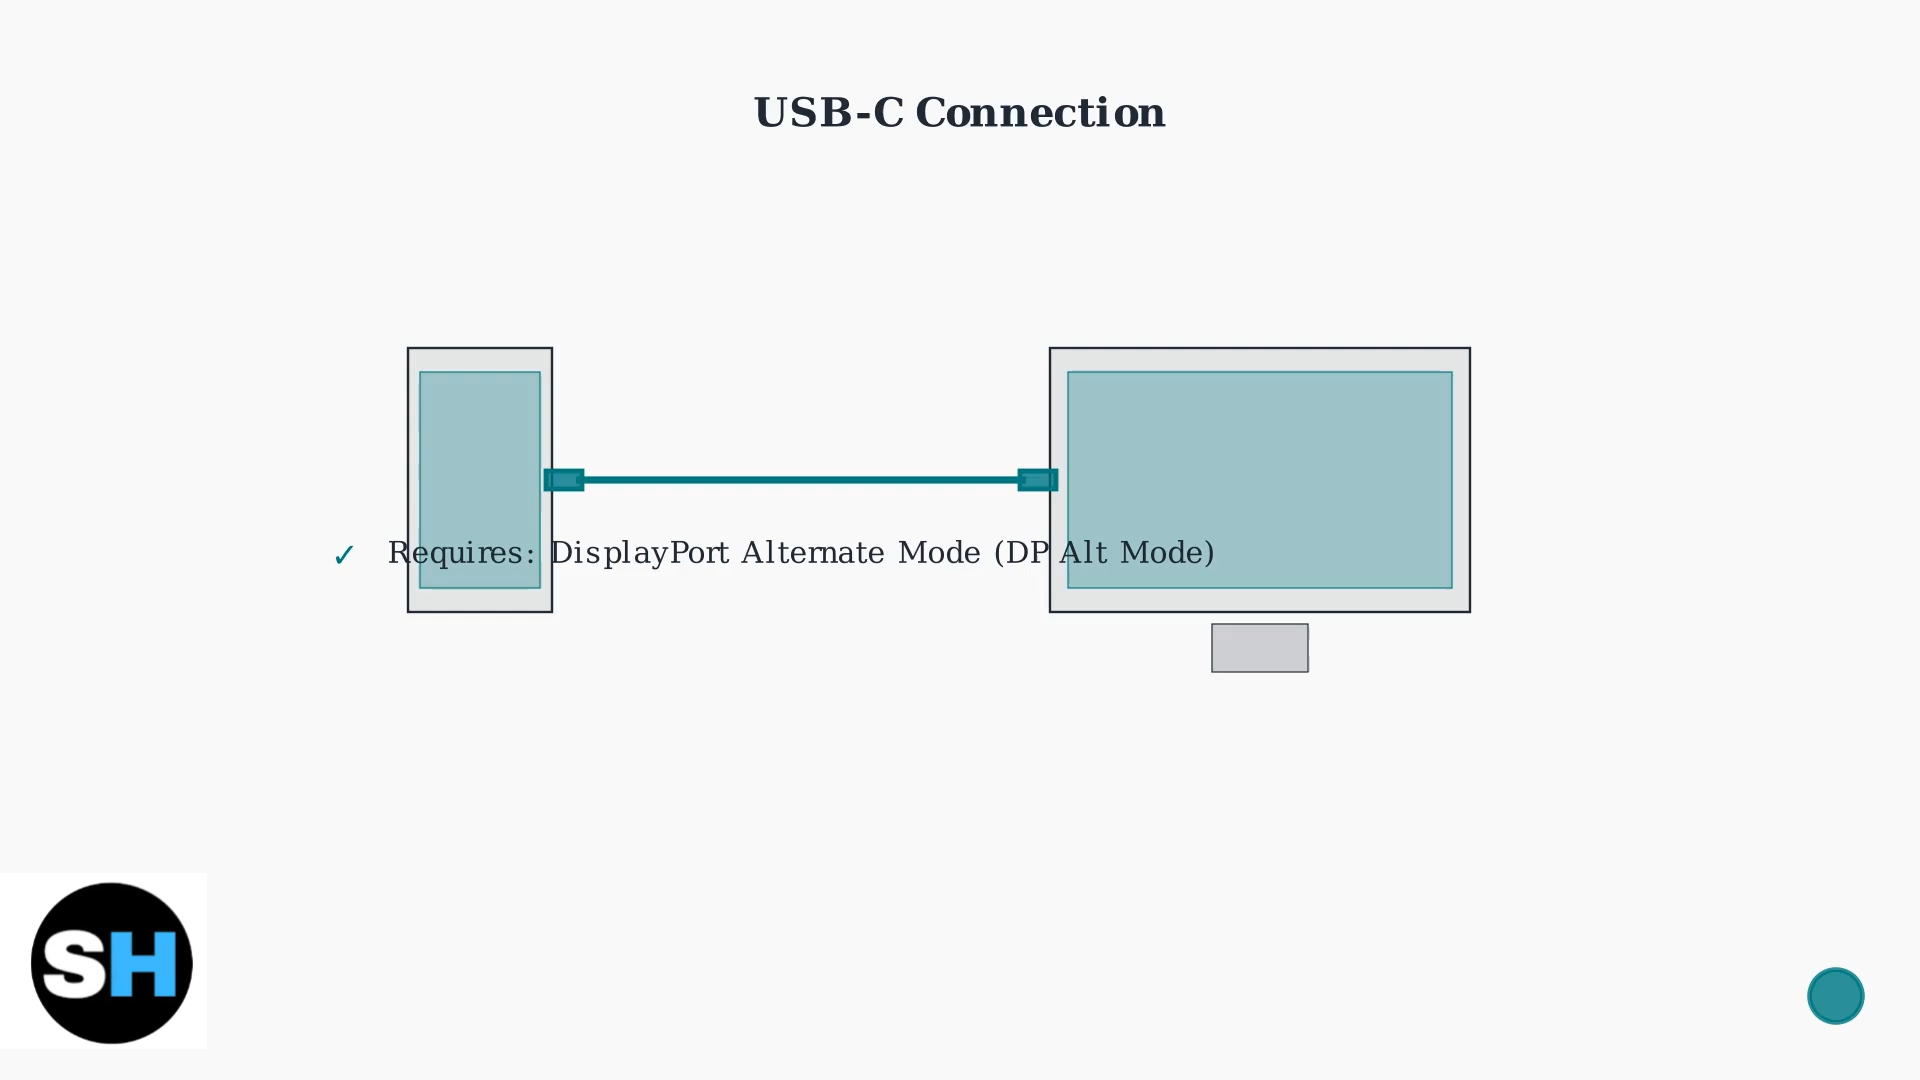 USB-C Connection
✓ Requires: DisplayPort Alternate Mode (DP Alt Mode)
SH